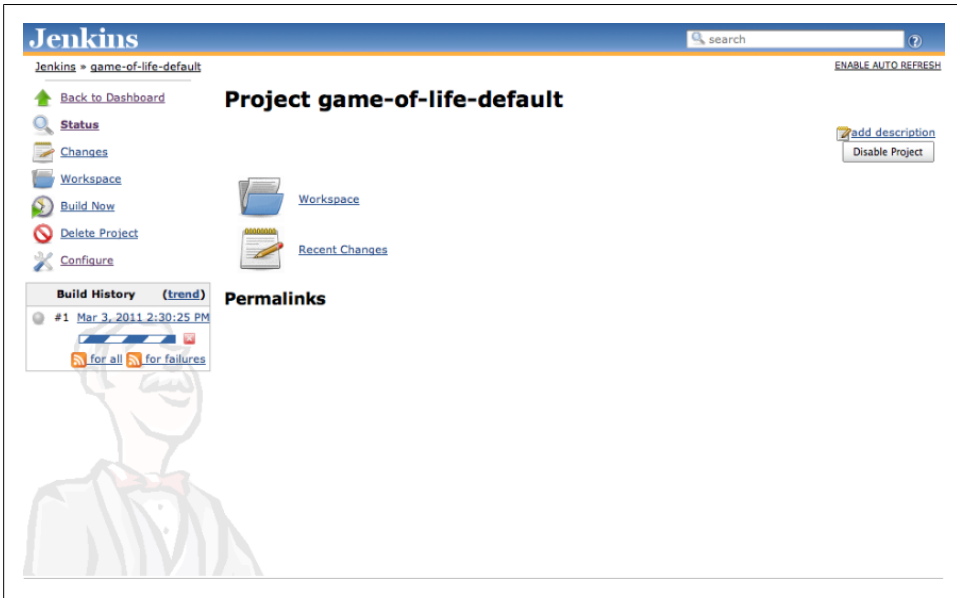 Jenkins
search
Jenkins » game-of-life-default
ENABLE AUTO REFRESH
Back to Dashboard
Status
Changes
Workspace
Build Now
Delete Project
Configure
Build History (trend)
#1 Mar 3, 2011 2:30:25 PM
for all for failures
Project game-of-life-default
add description
Disable Project
Workspace
Recent Changes
Permalinks